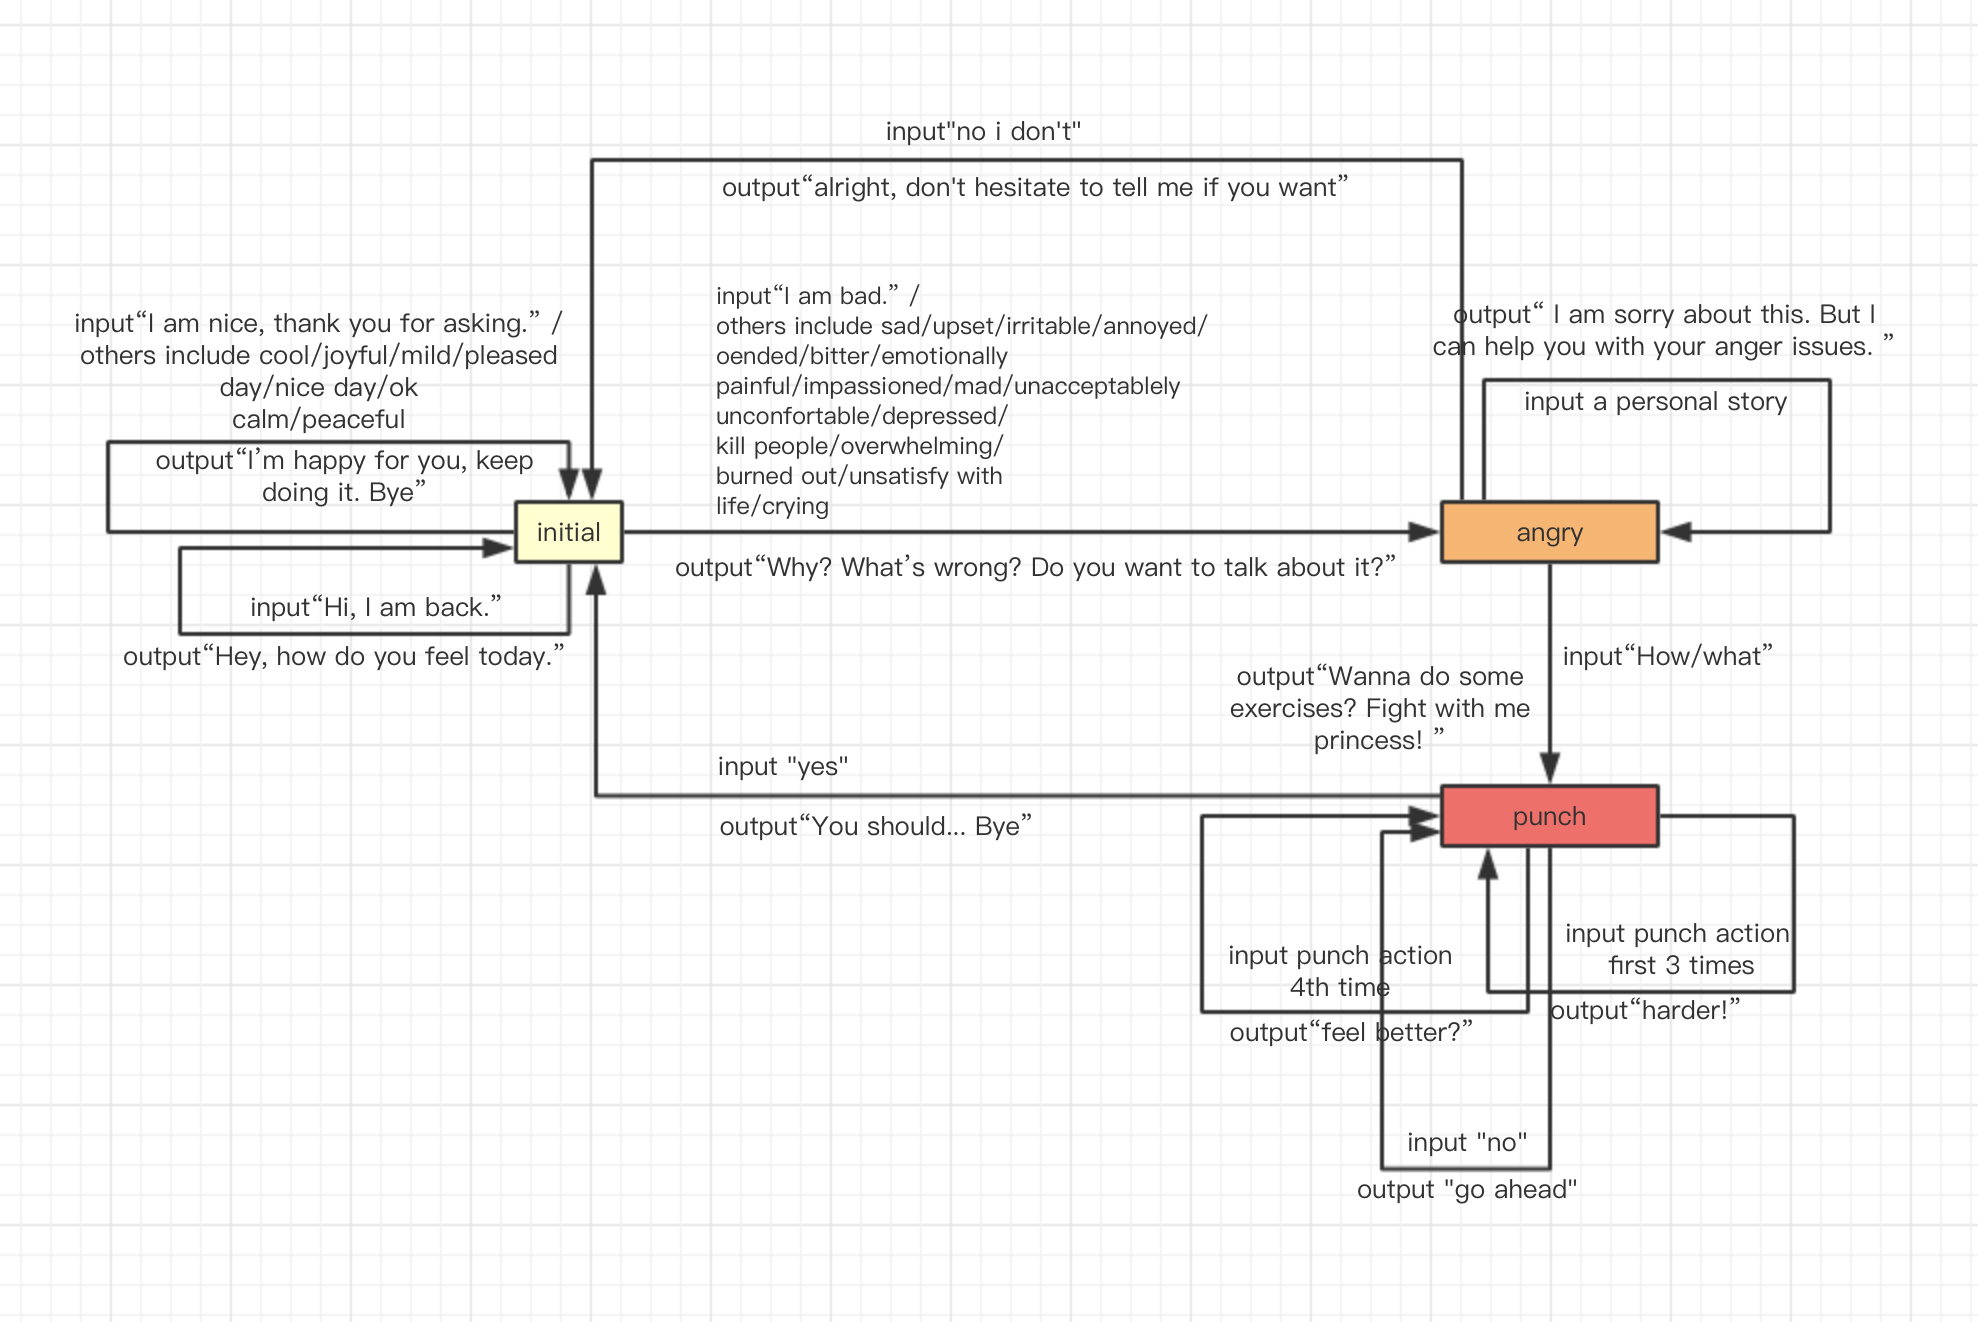 input"no i don't"
output“alright, don't hesitate to tell me if you want”
input“I am nice, thank you for asking.” /
others include cool/joyful/mild/pleased
day/nice day/ok
calm/peaceful
output“I’m happy for you, keep
doing it. Bye”
input“I am bad.” /
others include sad/upset/irritable/annoyed/
oended/bitter/emotionally
painful/impassioned/mad/unacceptablely
unconfortable/depressed/
kill people/overwhelming/
burned out/unsatisfy with
life/crying
output“ I am sorry about this. But I
can help you with your anger issues. ”
input a personal story
initial
angry
output“Why? What’s wrong? Do you want to talk about it?”
input“Hi, I am back.”
output“Hey, how do you feel today.”
input“How/what”
output“Wanna do some
exercises? Fight with me
princess! ”
input "yes"
output“You should... Bye”
punch
input punch action
4th time
output“feel better?”
input punch action
first 3 times
output“harder!”
input "no"
output "go ahead"